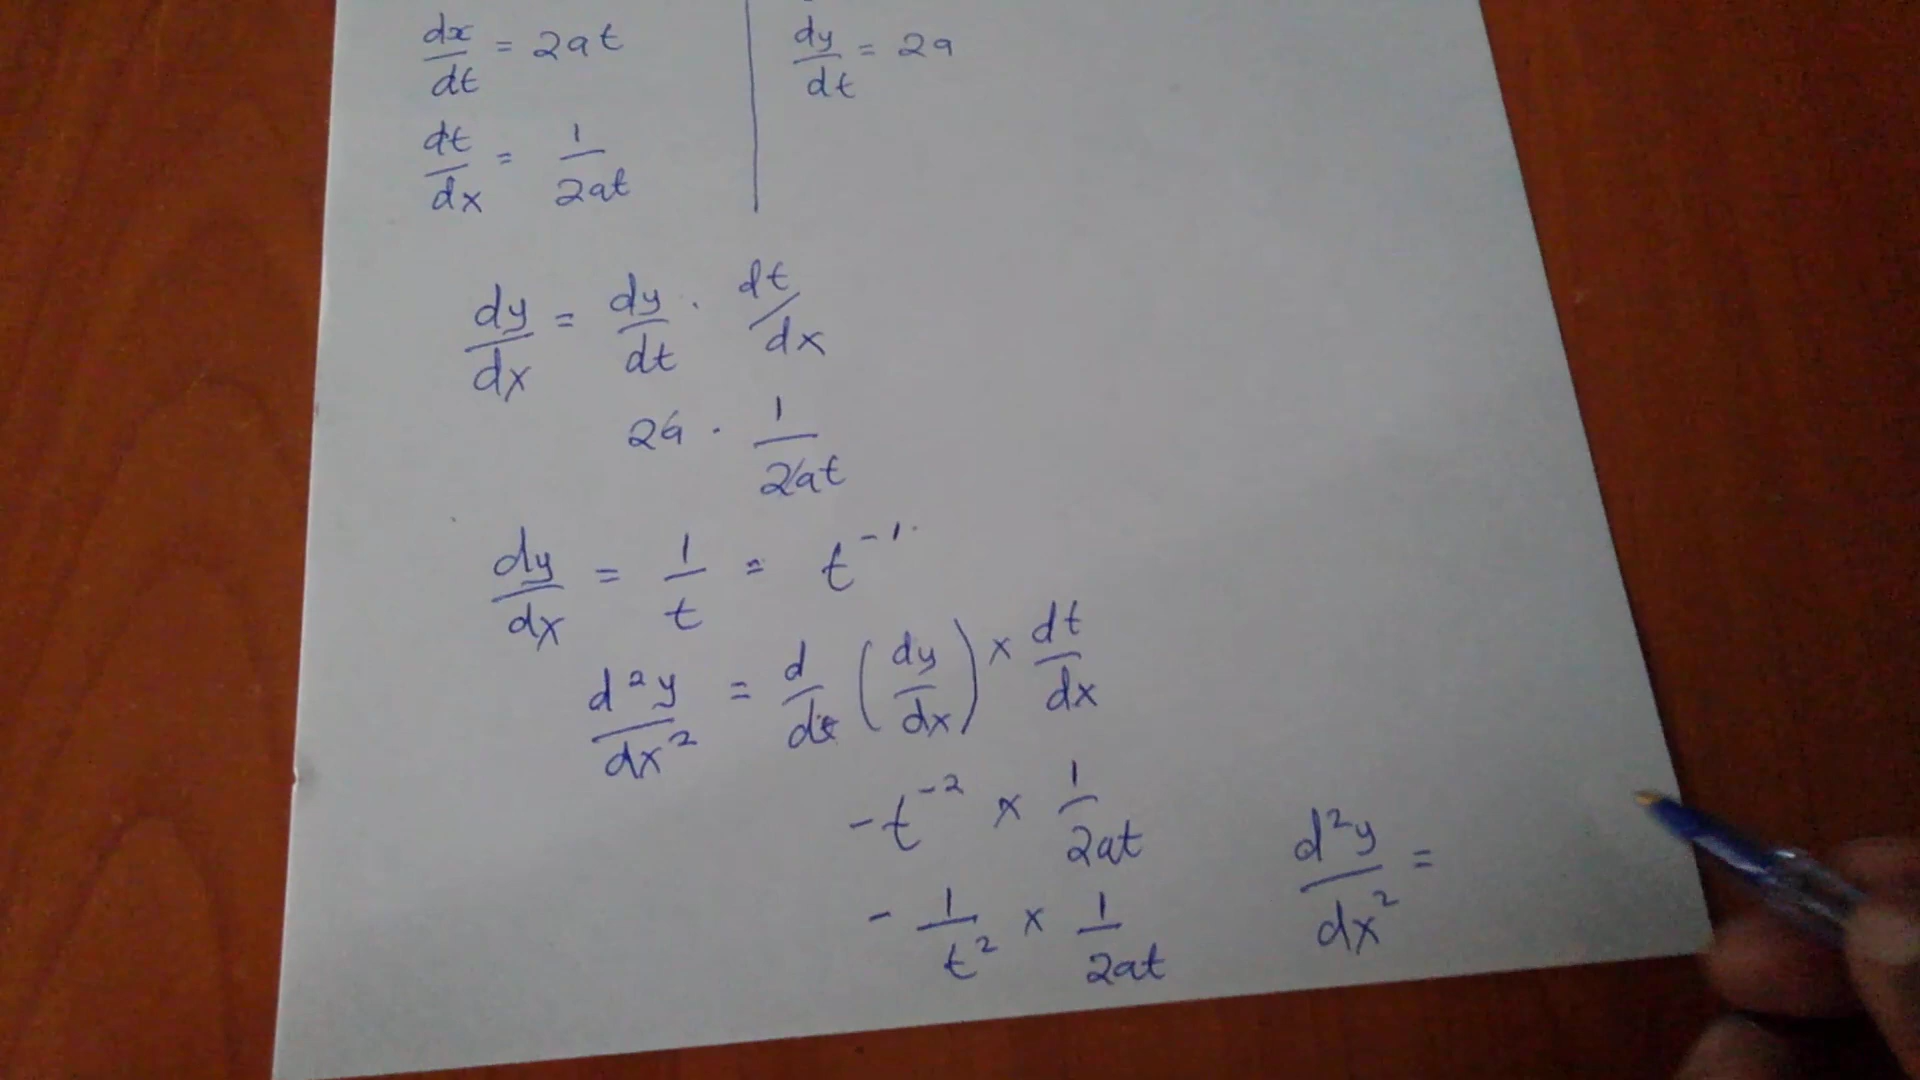 dx/dt = 2at
dt/dx = 1/2at
dy/dt = 2a
dy/dx = dy/dt . dt/dx
2a . 1/2at
dy/dx = 1/t = t^-1
d²y/dx² = d/dt (dy/dx) × dt/dx
-t^-2 × 1/2at
- 1/t² × 1/2at
d²y/dx² =